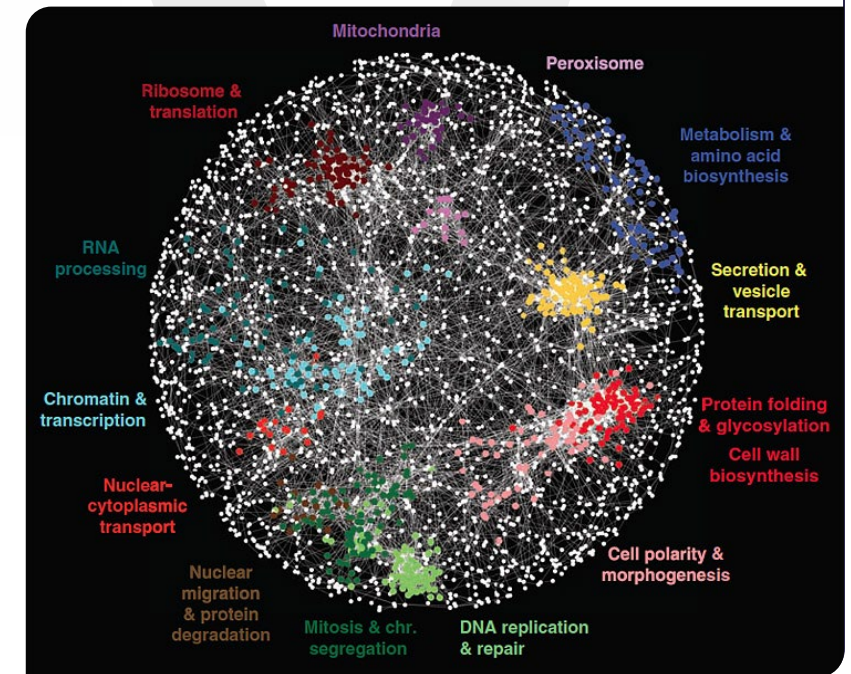 Mitochondria
Peroxisome
Ribosome &
translation
Metabolism &
amino acid
biosynthesis
RNA
processing
Secretion &
vesicle
transport
Chromatin &
transcription
Protein folding
& glycosylation
Cell wall
biosynthesis
Nuclear-
cytoplasmic
transport
Cell polarity &
morphogenesis
Nuclear
migration
& protein
degradation
Mitosis & chr.
segregation
DNA replication
& repair